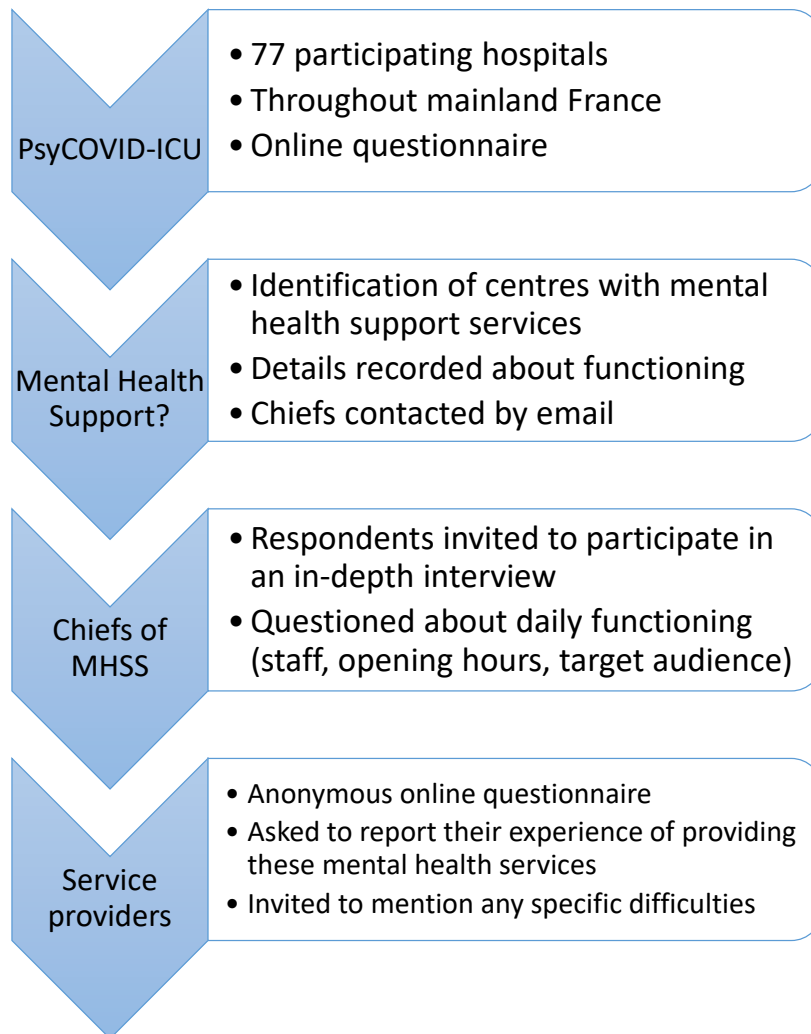 PsyCOVID-ICU
• 77 participating hospitals
• Throughout mainland France
• Online questionnaire
Mental Health
Support?
• Identification of centres with mental
health support services
• Details recorded about functioning
• Chiefs contacted by email
Chiefs of
MHSS
• Respondents invited to participate in
an in-depth interview
• Questioned about daily functioning
(staff, opening hours, target audience)
Service
providers
• Anonymous online questionnaire
• Asked to report their experience of providing
these mental health services
• Invited to mention any specific difficulties